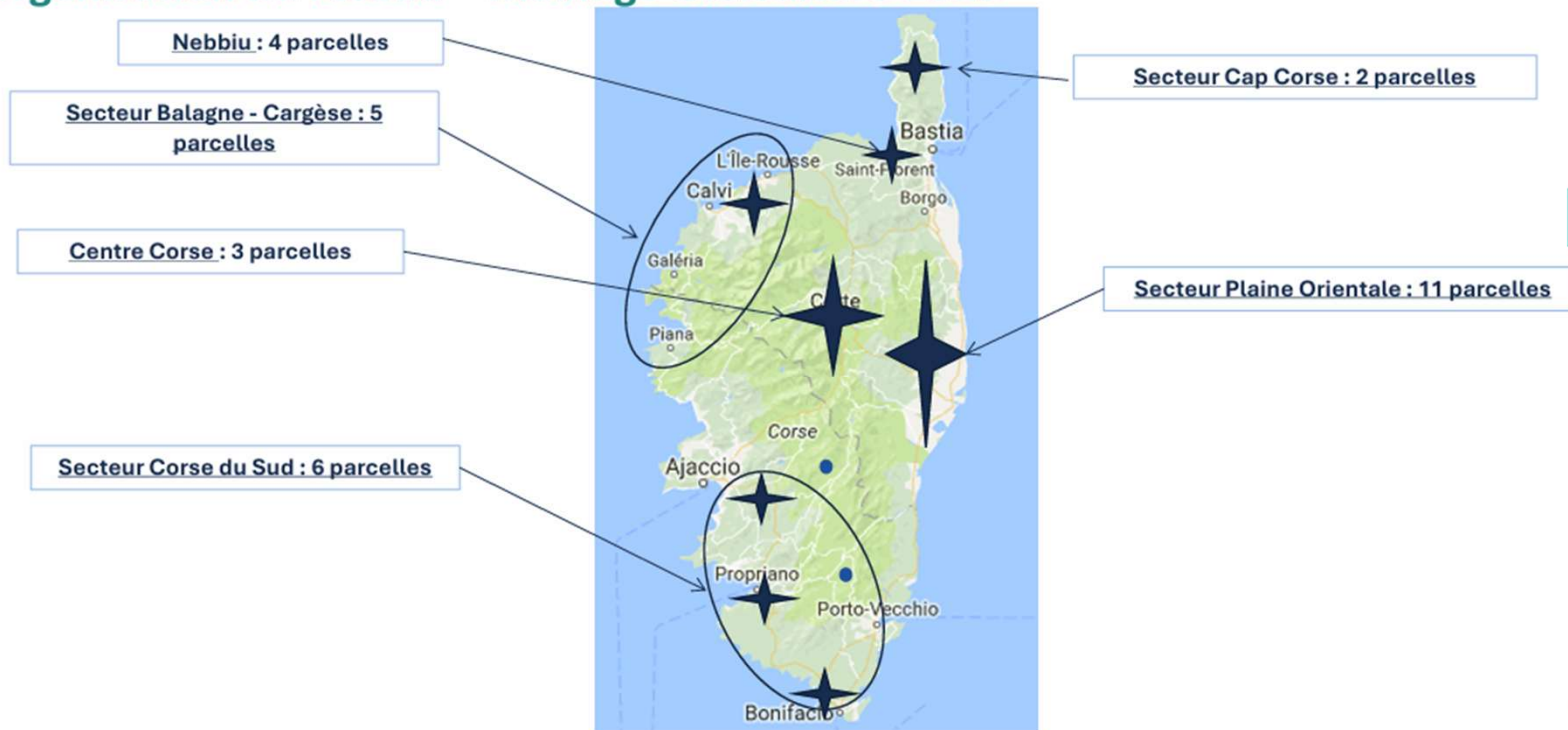 Nebbiu : 4 parcelles
Secteur Cap Corse : 2 parcelles
Secteur Balagne - Cargèse : 5
parcelles
Bastia
L'Île-Rousse
Saint-Florent
Calvi
Borgo
Centre Corse : 3 parcelles
Galéria
Secteur Plaine Orientale : 11 parcelles
Corte
Piana
Corse
Secteur Corse du Sud : 6 parcelles
Ajaccio
Propriano
Porto-Vecchio
Bonifacio